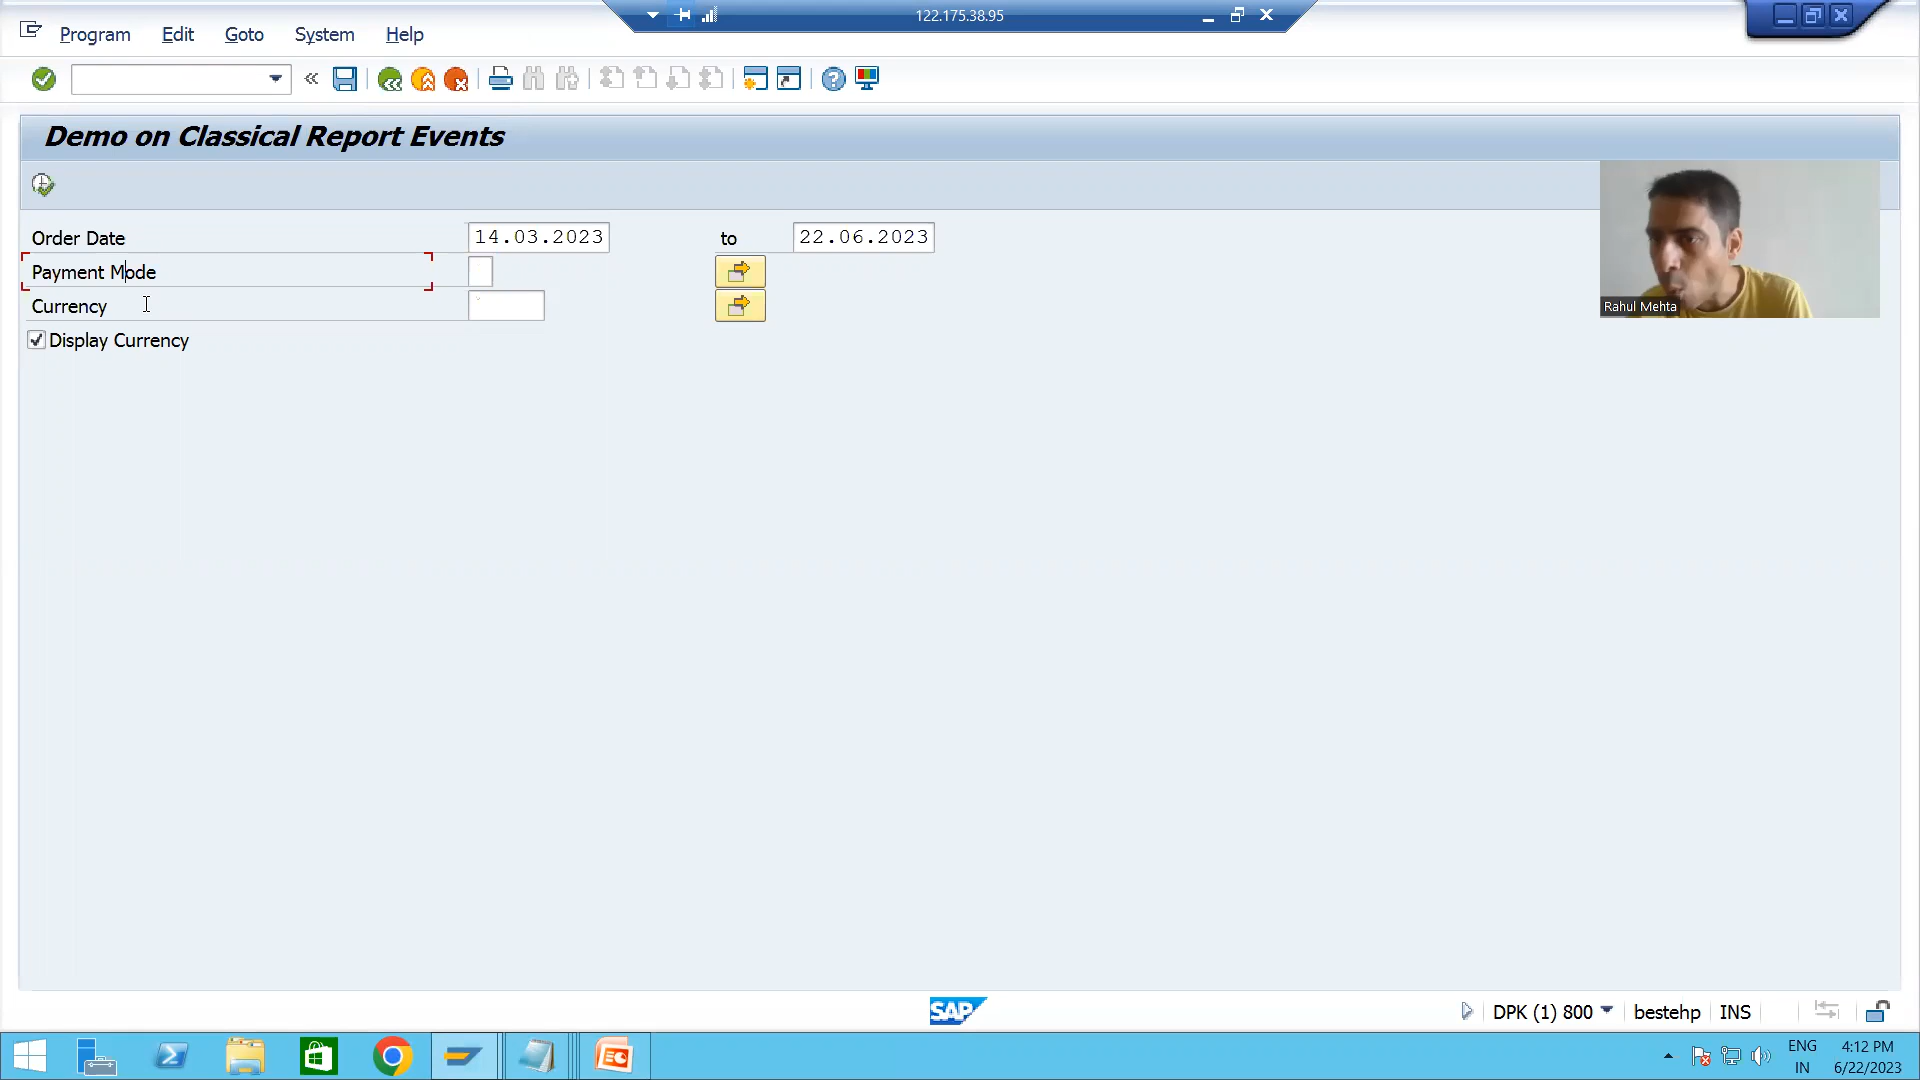 122.175.38.95
Program Edit Goto System Help
Demo on Classical Report Events
Order Date 14.03.2023 to 22.06.2023
Payment Mode
Currency
Display Currency
Rahul Mehta
SAP
DPK (1) 800 bestehp INS
ENG 4:12 PM
IN 6/22/2023